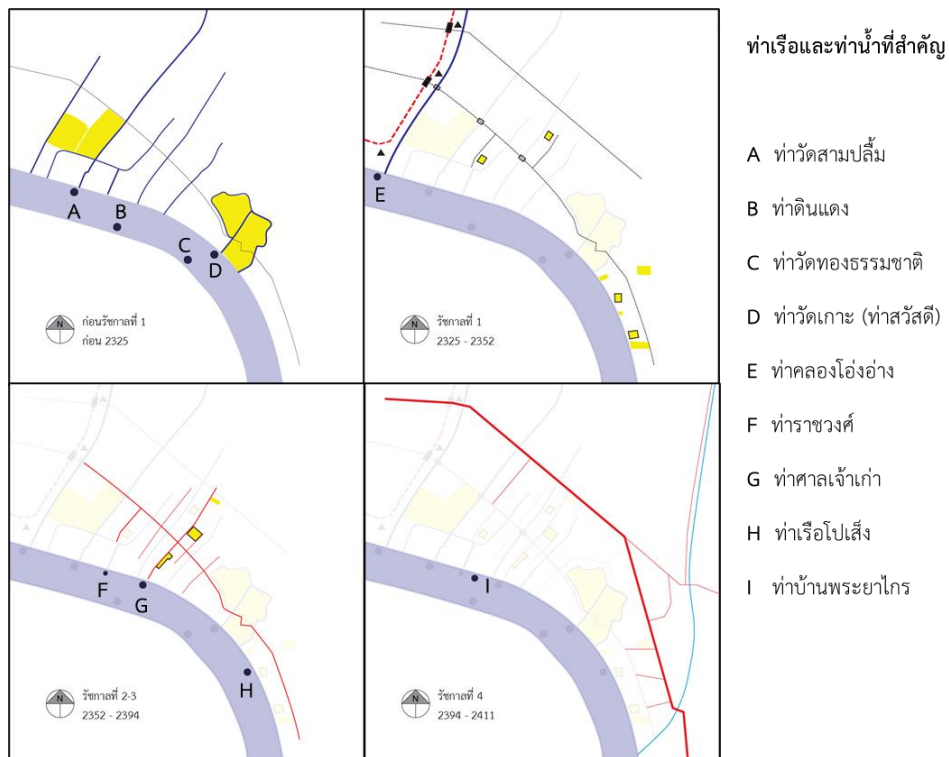 A
B
C
D
N
ก่อนรัชกาลที่ 1
ก่อน 2325
E
N
รัชกาลที่ 1
2325 - 2352
F
G
H
N
รัชกาลที่ 2-3
2352 - 2394
I
N
รัชกาลที่ 4
2394 - 2411
ท่าเรือและท่าน้ำที่สำคัญ
A ท่าวัดสามปลื้ม
B ท่าดินแดง
C ท่าวัดทองธรรมชาติ
D ท่าวัดเกาะ (ท่าสวัสดี)
E ท่าคลองโอ่งอ่าง
F ท่าราชวงศ์
G ท่าศาลเจ้าเก่า
H ท่าเรือโปเส็ง
I ท่าบ้านพระยาไกร